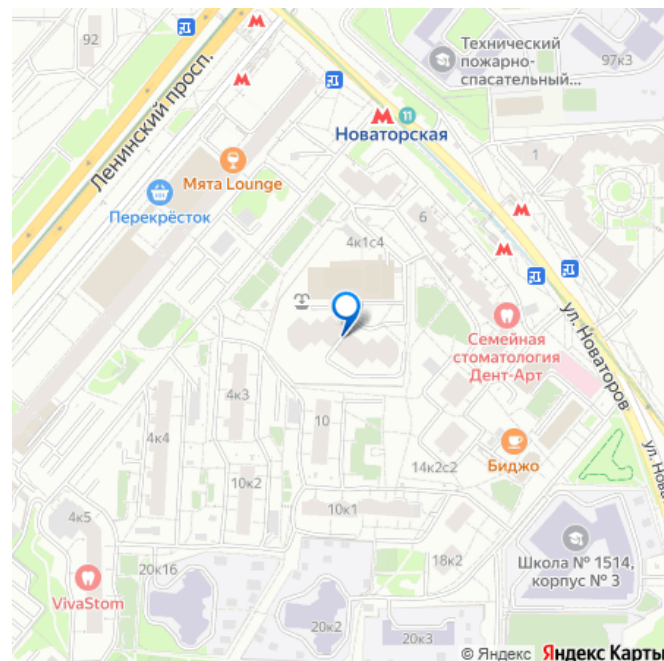 92
Ленинский просп.
Технический
пожарно-
спасательный...
97к3
11
Новаторская
Мята Lounge
Перекрёсток
1
6
4к1с4
Семейная
стоматология
Дент-Арт
ул. Новаторов
4к3
10
4к4
Биджо
14к2с2
10к2
10к1
4к5
18к2
Школа № 1514,
корпус № 3
20к16
VivaStom
20к2
20к3
© Яндекс Яндекс Карты